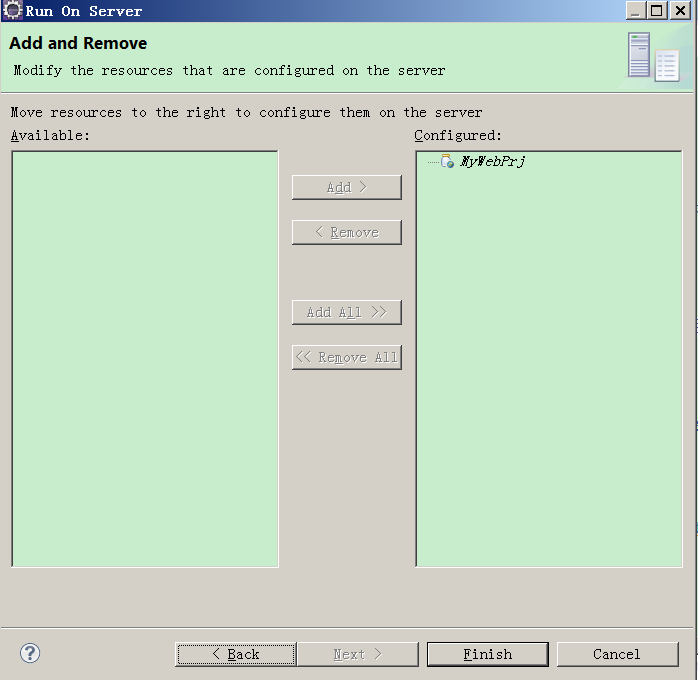 Run On Server
Add and Remove
Modify the resources that are configured on the server
Move resources to the right to configure them on the server
Available:
Configured:
MyWebPrj
Add >
< Remove
Add All >>
<< Remove All
?
< Back
Next >
Finish
Cancel